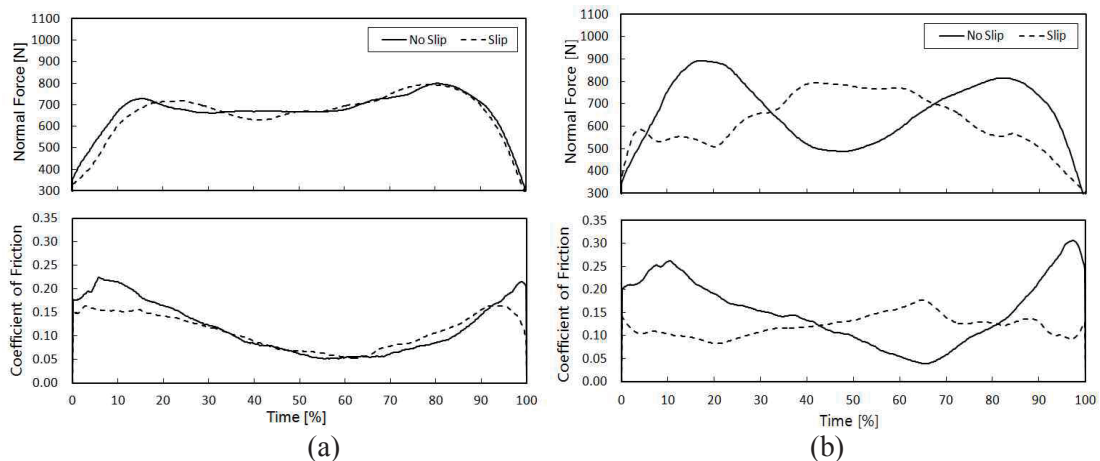 1100
1000
900
800
700
600
500
400
300
Normal Force [N]
No Slip
Slip
0.35
0.30
0.25
0.20
0.15
0.10
0.05
0.00
Coefficient of Friction
0 10 20 30 40 50 60 70 80 90 100
Time [%]
(a)
1100
1000
900
800
700
600
500
400
300
Normal Force [N]
No Slip
Slip
0.35
0.30
0.25
0.20
0.15
0.10
0.05
0.00
Coefficient of Friction
0 10 20 30 40 50 60 70 80 90 100
Time [%]
(b)